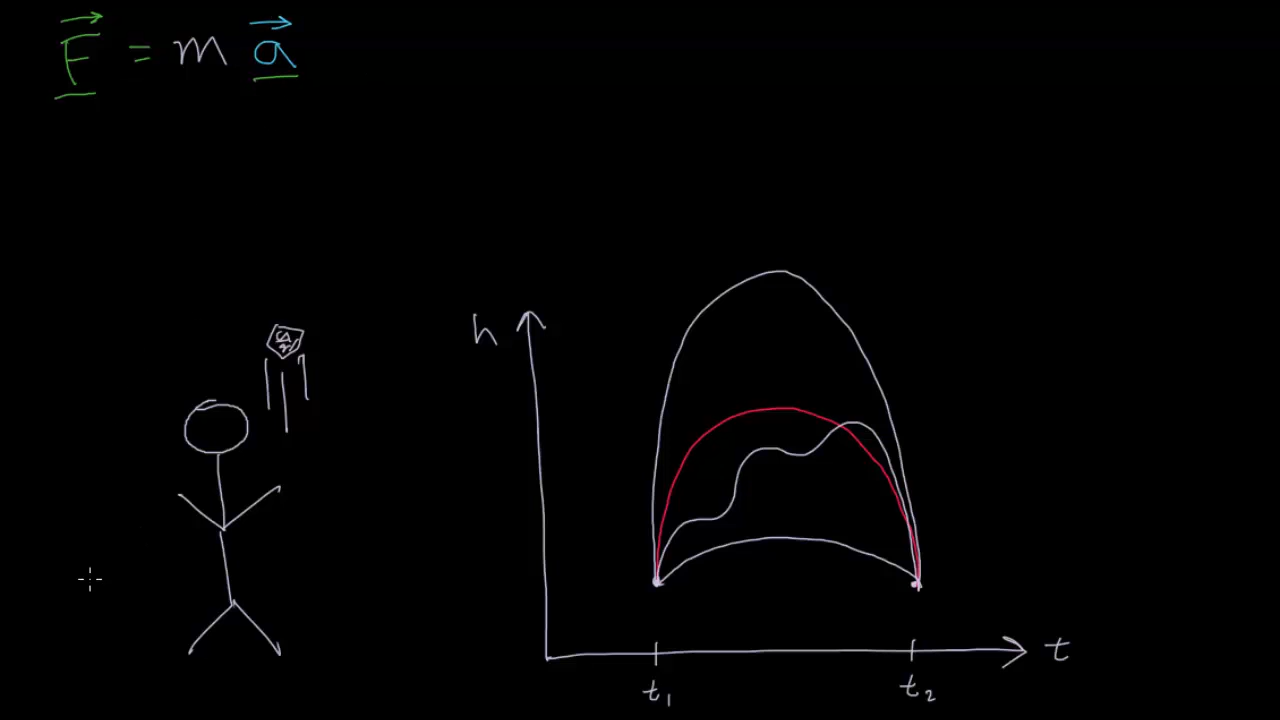 F⃗ = m a⃗
h
t
t₁
t₂